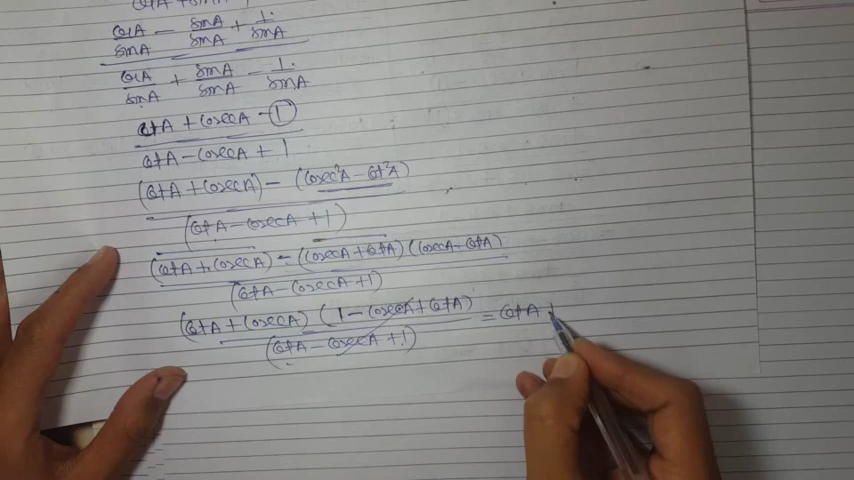 cosA/sinA - sinA/sinA + 1/sinA
cosA/sinA + sinA/sinA - 1/sinA
cotA + cosecA - 1
cotA - cosecA + 1
(cotA + cosecA) - (cosec²A - cot²A)
(cotA - cosecA + 1)
(cotA + cosecA) - (cosecA + cotA) (cosecA - cotA)
(cotA - cosecA + 1)
(cotA + cosecA) (1 - cosecA + cotA) = cotA +
(cotA - cosecA + 1)